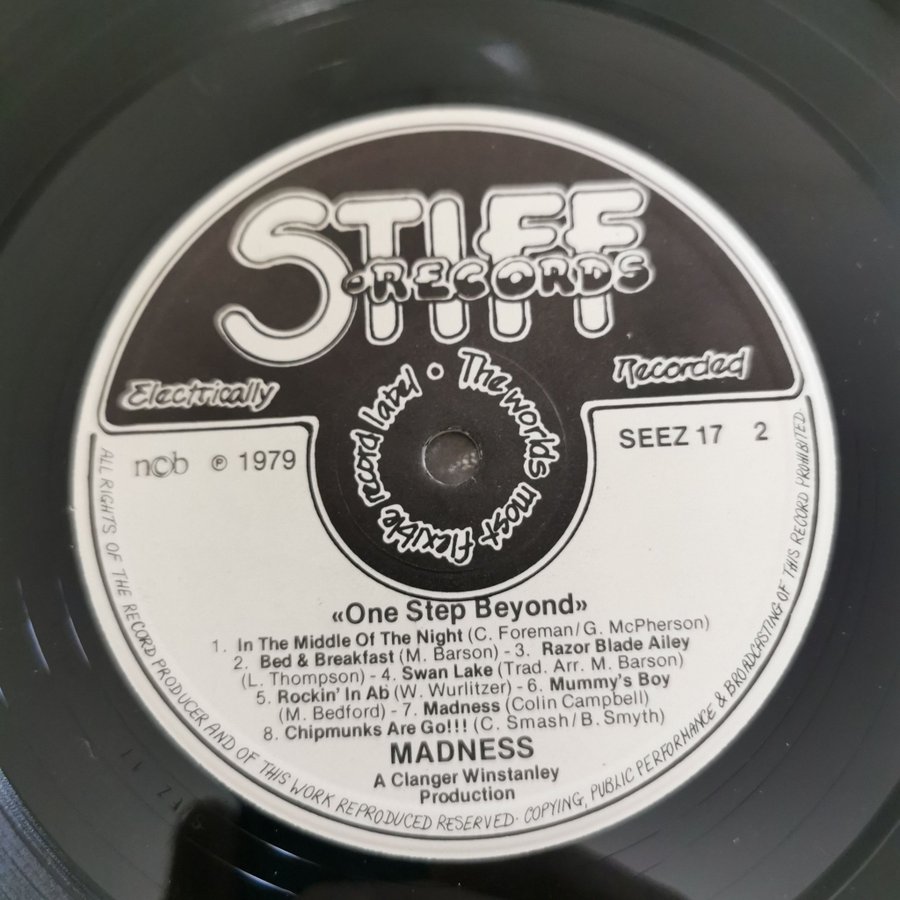 STIFF
RECORDS
Electrically
Recorded
The worlds most flexible record label
ncb ℗ 1979
SEEZ 17 2
«One Step Beyond»
1. In The Middle Of The Night (C. Foreman/G. McPherson)
2. Bed & Breakfast (M. Barson) - 3. Razor Blade Ailey
(L. Thompson) - 4. Swan Lake (Trad. Arr. M. Barson)
5. Rockin' In Ab (W. Wurlitzer) - 6. Mummy's Boy
(M. Bedford) - 7. Madness (Colin Campbell)
8. Chipmunks Are Go!!! (C. Smash/B. Smyth)
MADNESS
A Clanger Winstanley
Production
ALL RIGHTS OF THE RECORD PRODUCER AND OF THIS WORK REPRODUCED RESERVED· COPYING, PUBLIC PERFORMANCE & BROADCASTING OF THIS RECORD PROHIBITED·